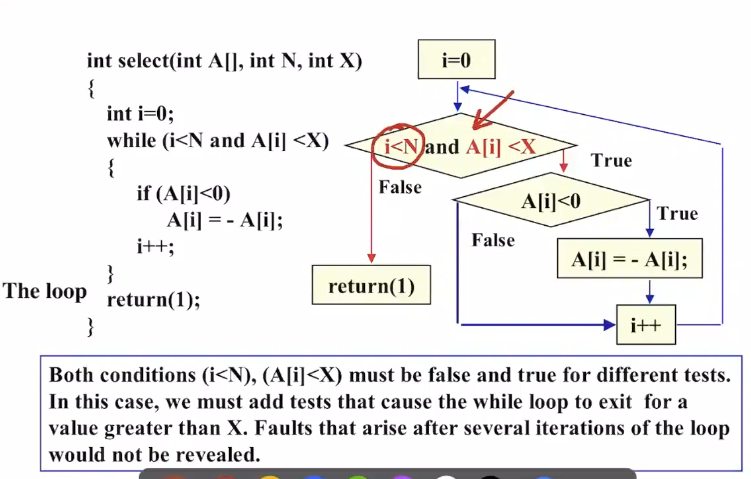 int select(int A[], int N, int X)
{
int i=0;
while (i<N and A[i] <X)
{
if (A[i]<0)
A[i] = - A[i];
i++;
}
return(1);
}
The loop
i=0
i<N and A[i] <X
True
False
A[i]<0
True
False
A[i] = - A[i];
return(1)
i++
Both conditions (i<N), (A[i]<X) must be false and true for different tests.
In this case, we must add tests that cause the while loop to exit for a
value greater than X. Faults that arise after several iterations of the loop
would not be revealed.